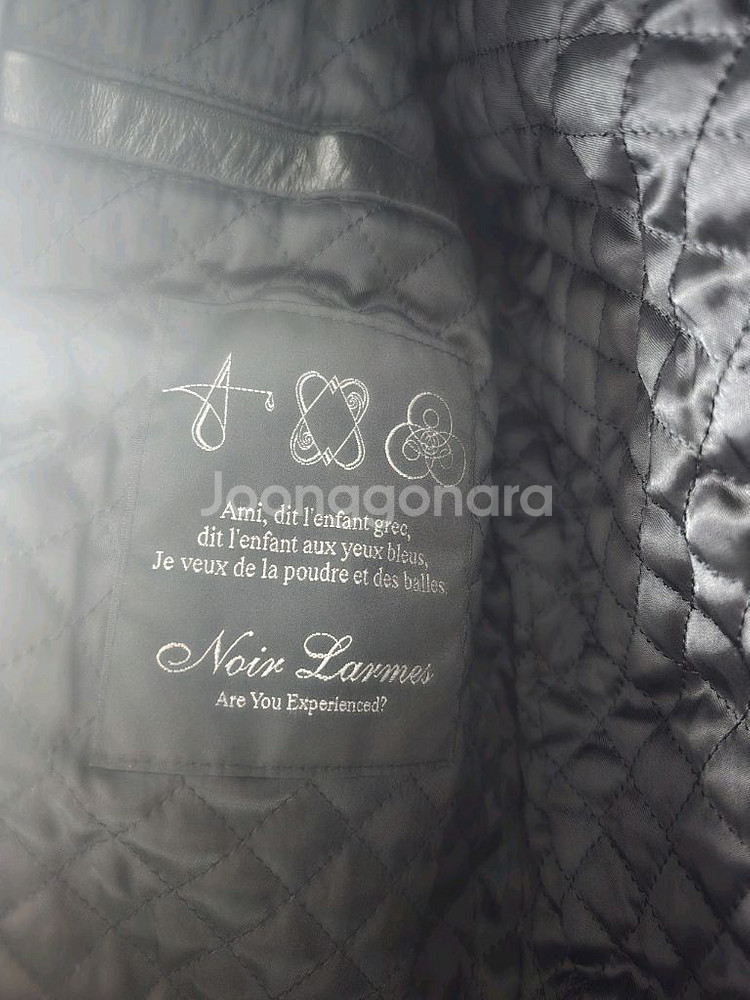 Joongonara
Ami, dit l'enfant grec,
dit l'enfant aux yeux bleus,
Je veux de la poudre et des balles.
Noir Larmes
Are You Experienced?